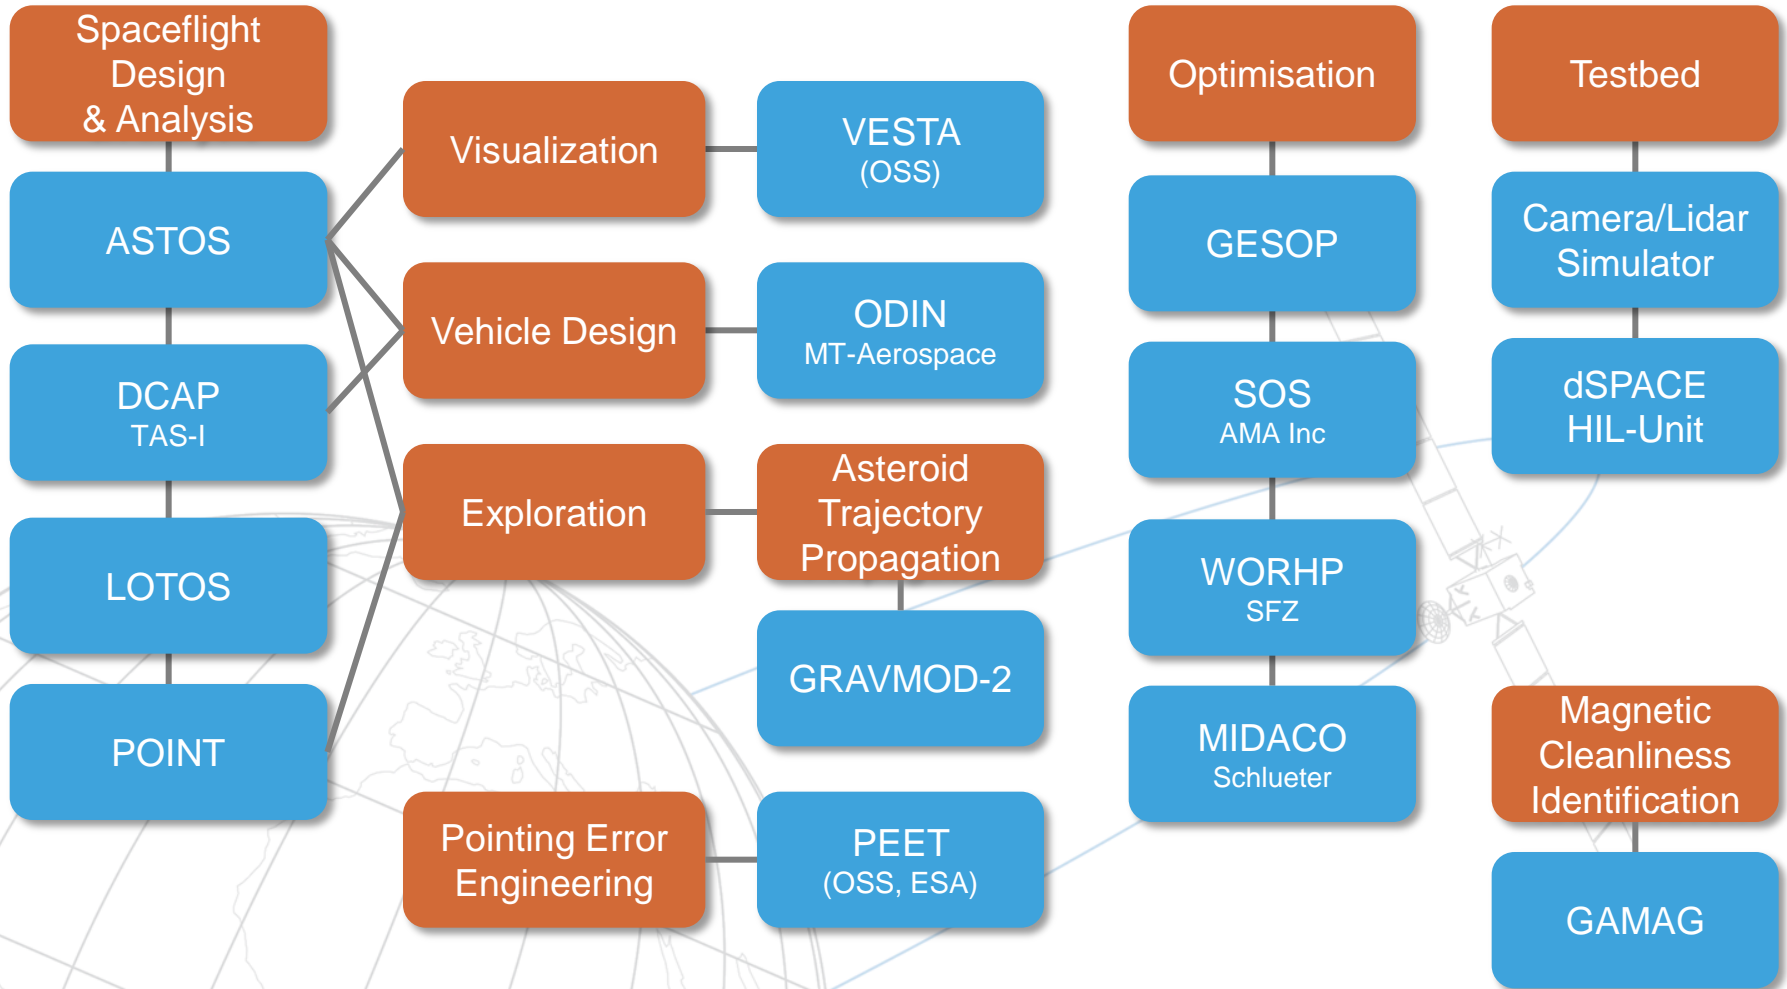 Spaceflight
Design
& Analysis
ASTOS
DCAP
TAS-I
LOTOS
POINT
Visualization
VESTA
(OSS)
Vehicle Design
ODIN
MT-Aerospace
Exploration
Asteroid
Trajectory
Propagation
GRAVMOD-2
Pointing Error
Engineering
PEET
(OSS, ESA)
Optimisation
GESOP
SOS
AMA Inc
WORHP
SFZ
MIDACO
Schlueter
Testbed
Camera/Lidar
Simulator
dSPACE
HIL-Unit
Magnetic
Cleanliness
Identification
GAMAG